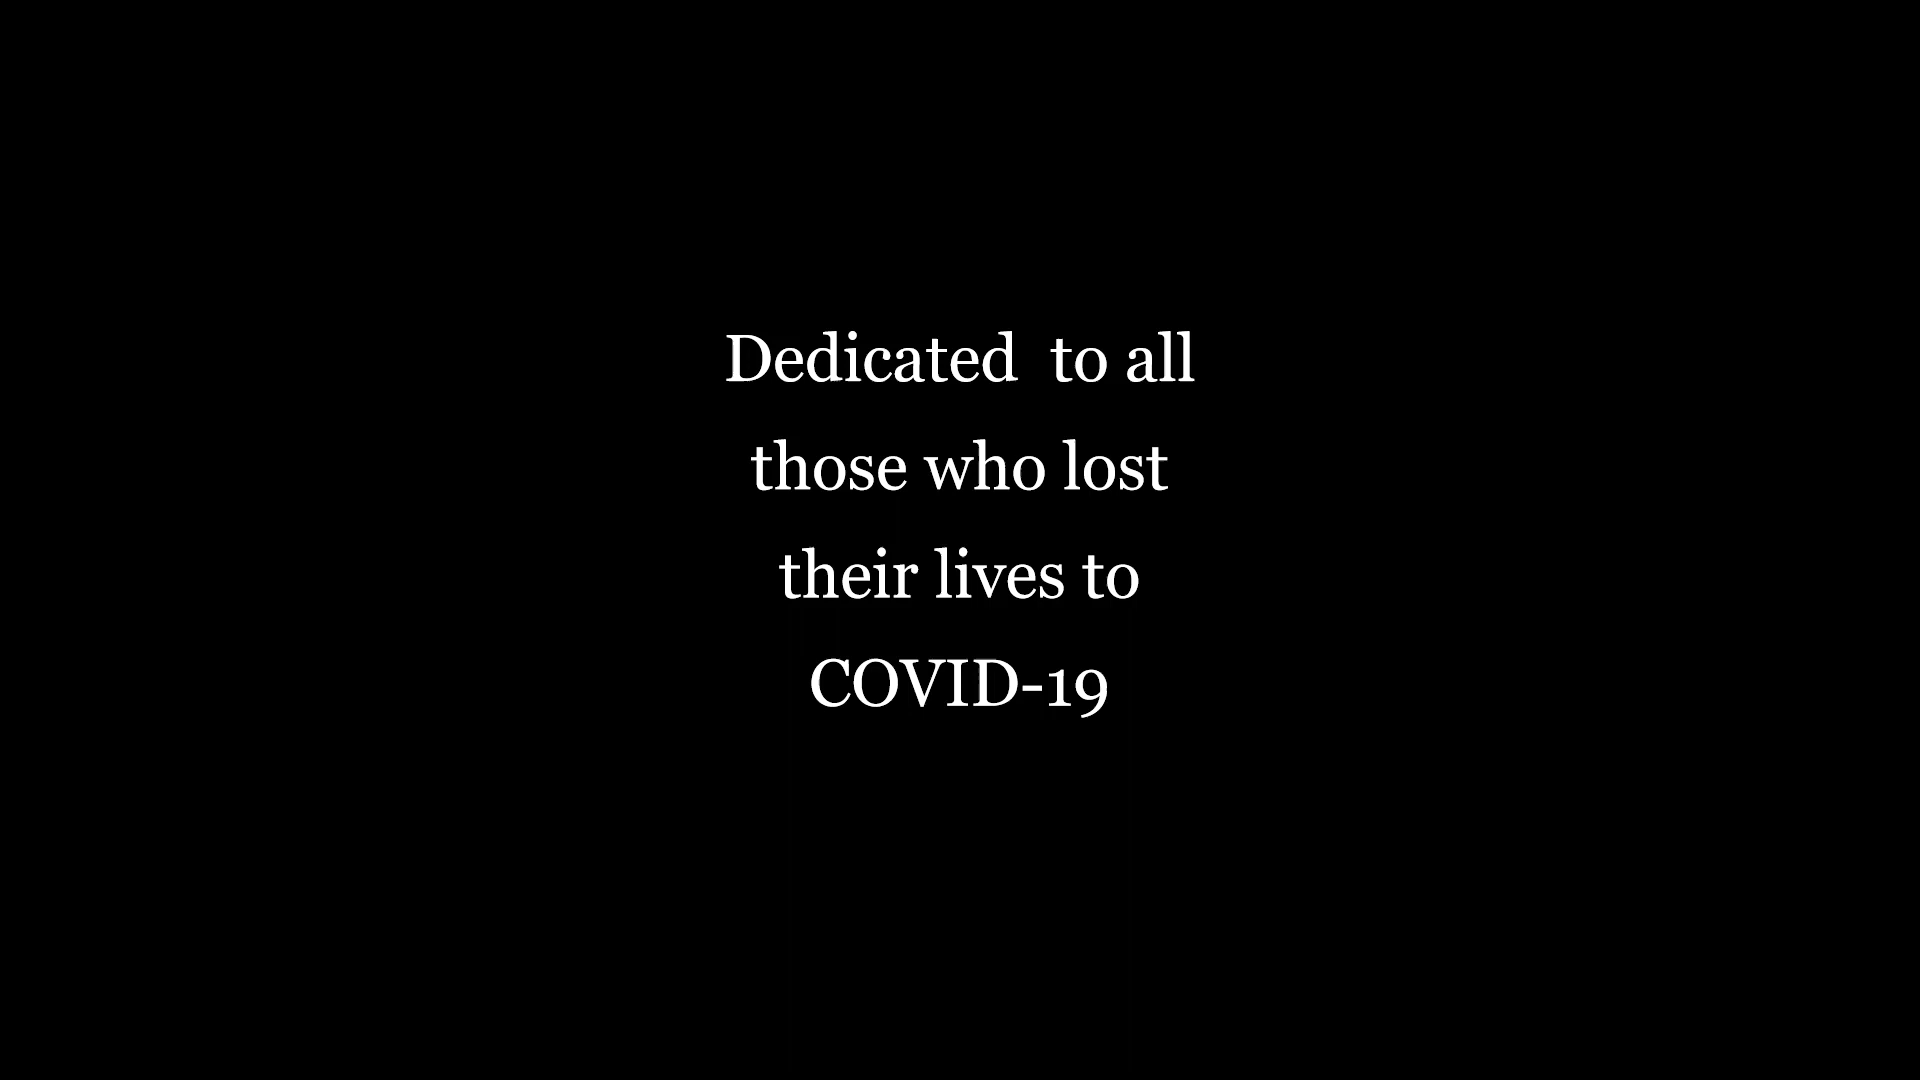 Dedicated  to all
those who lost
their lives to
COVID-19